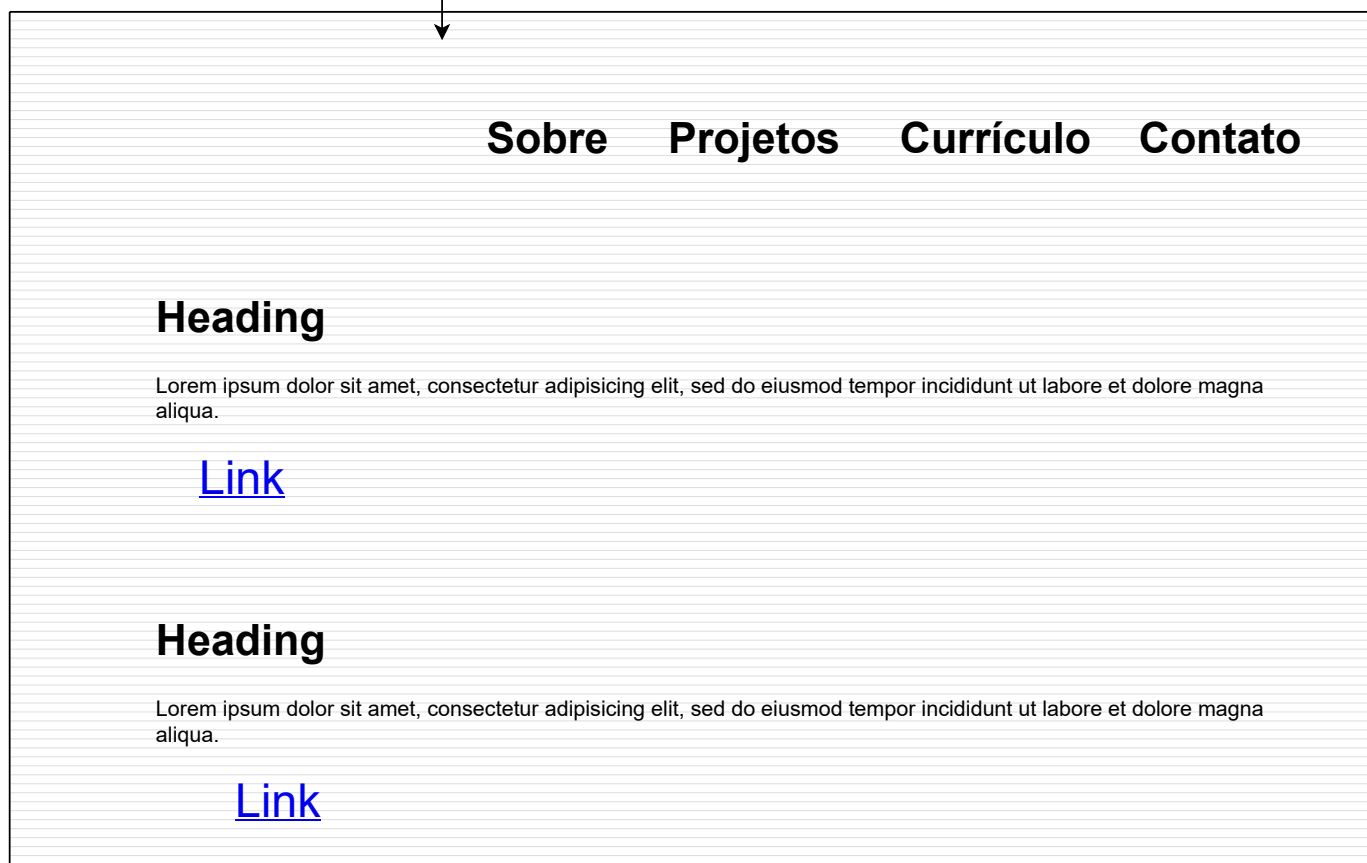 Sobre Projetos Currículo Contato
Heading
Lorem ipsum dolor sit amet, consectetur adipisicing elit, sed do eiusmod tempor incididunt ut labore et dolore magna
aliqua.
Link
Heading
Lorem ipsum dolor sit amet, consectetur adipisicing elit, sed do eiusmod tempor incididunt ut labore et dolore magna
aliqua.
Link